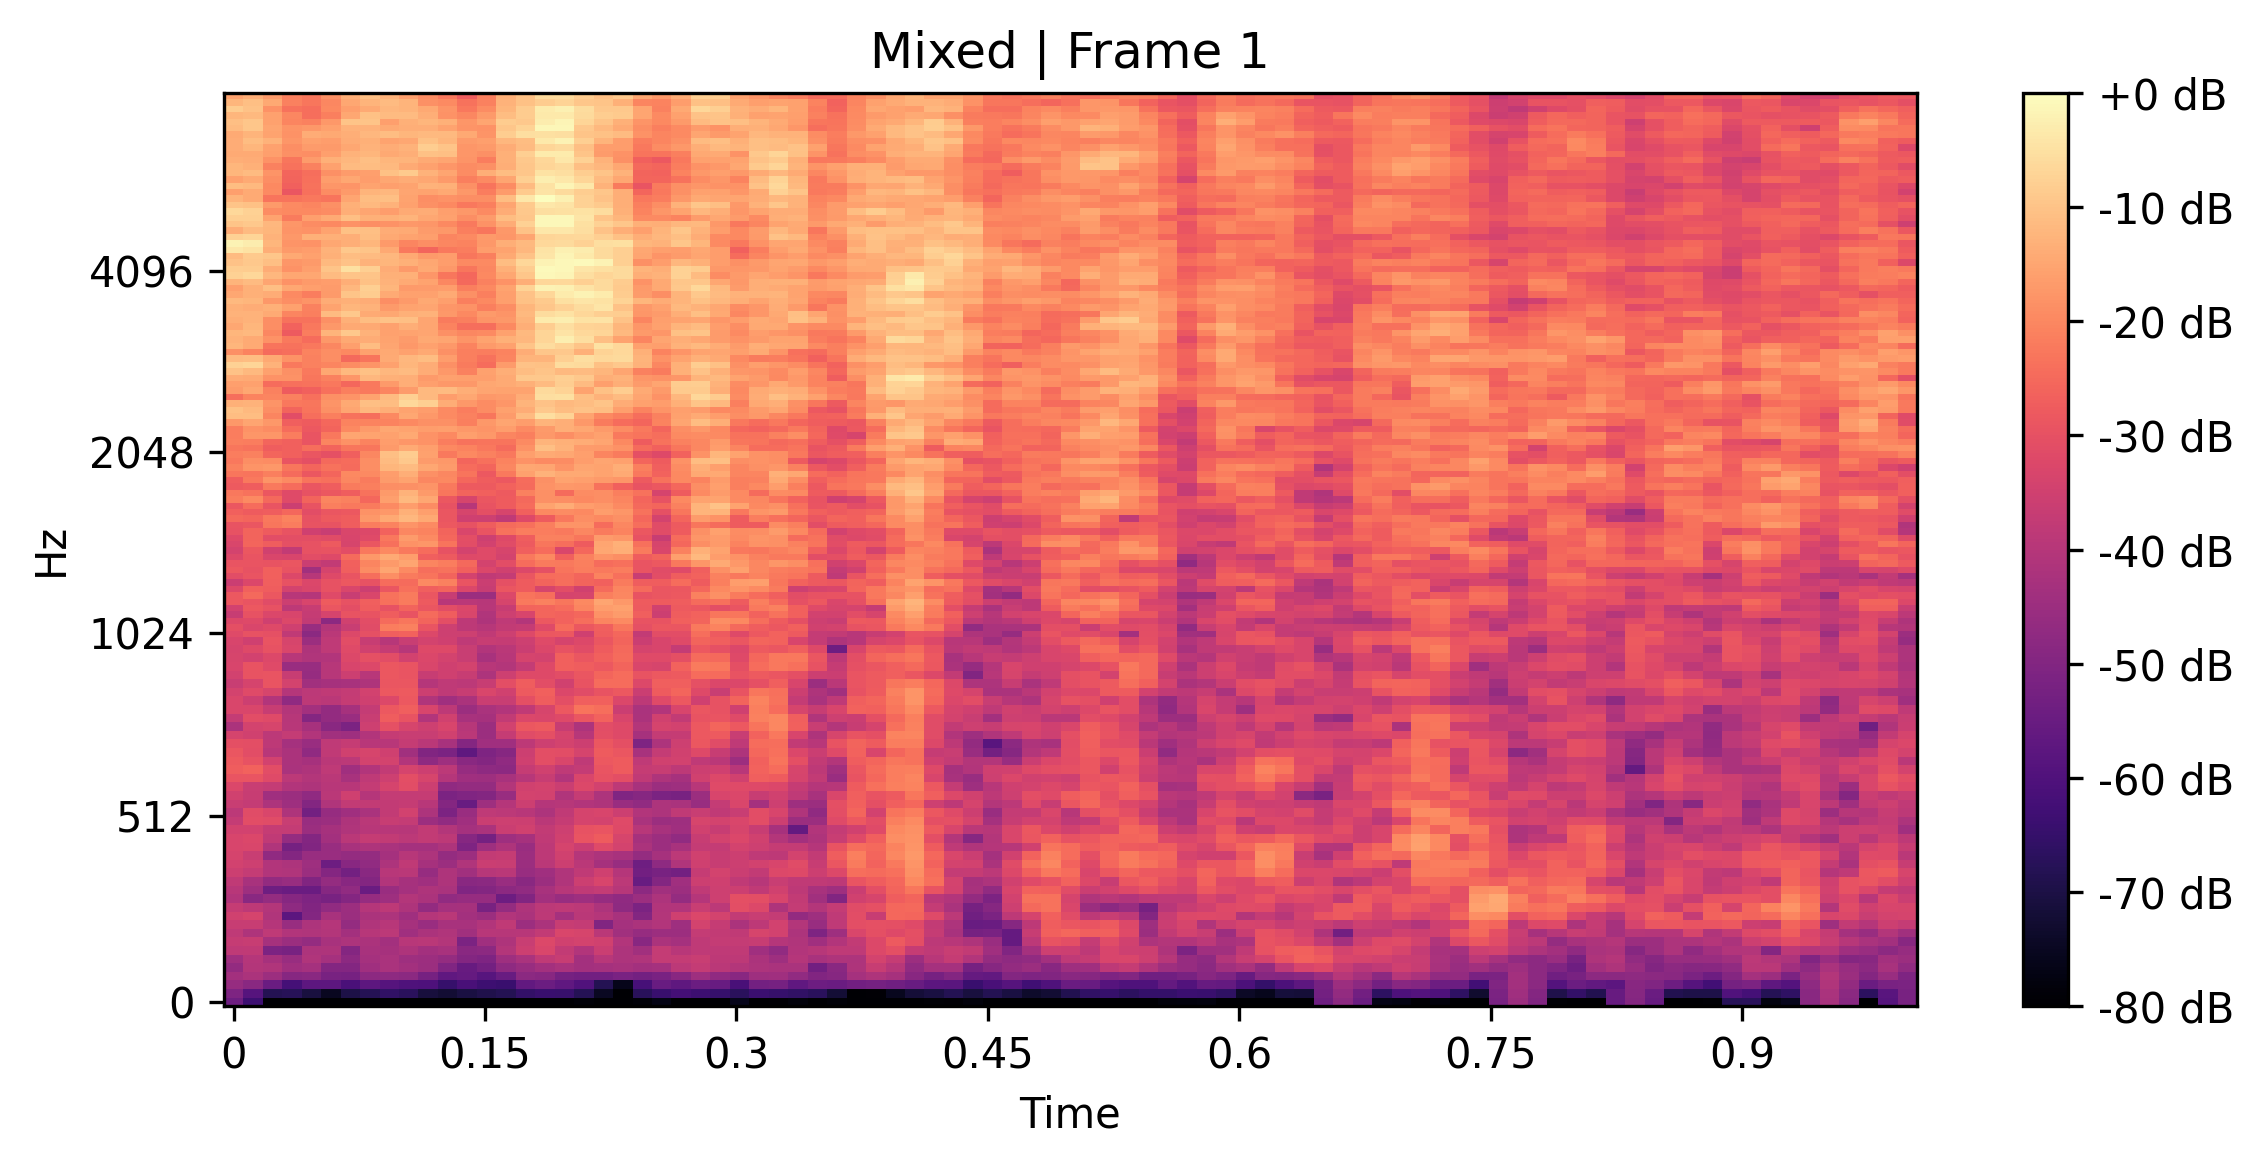 Mixed | Frame 1
+0 dB
-10 dB
-20 dB
-30 dB
-40 dB
-50 dB
-60 dB
-70 dB
-80 dB
Hz
4096
2048
1024
512
0
0
0.15
0.3
0.45
0.6
0.75
0.9
Time